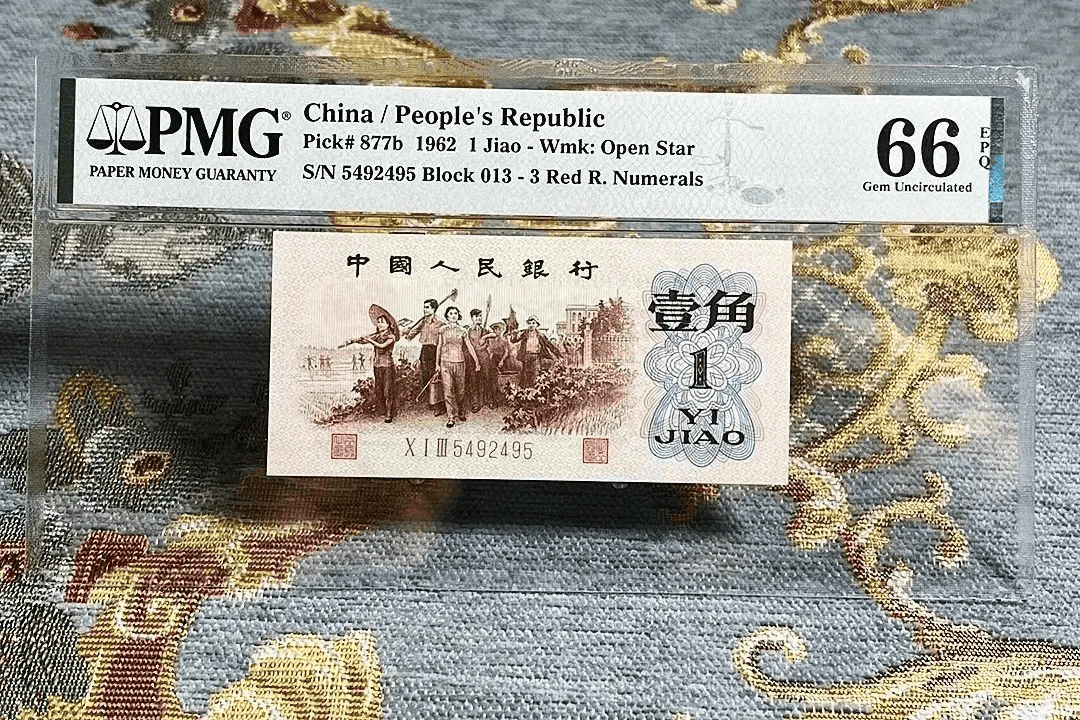 PMG®
PAPER MONEY GUARANTY
China / People's Republic
Pick# 877b 1962 1 Jiao - Wmk: Open Star
S/N 5492495 Block 013 - 3 Red R. Numerals
66
EPQ
Gem Uncirculated
中國人民銀行
壹角
1
YI
JIAO
X I III 5492495